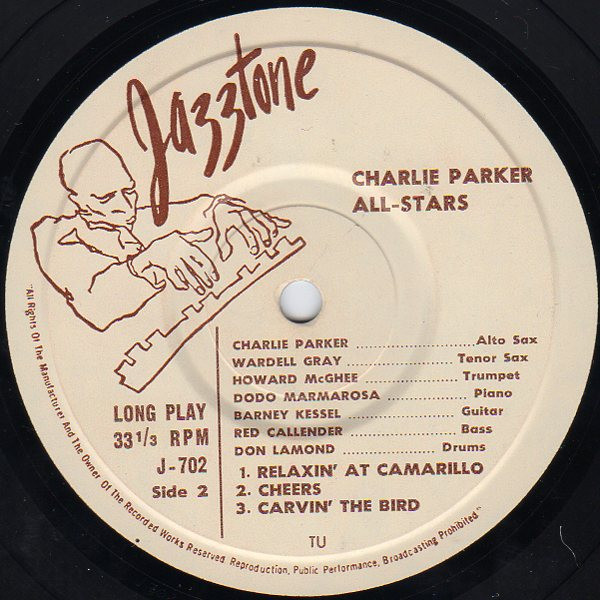 Jazztone
CHARLIE PARKER
ALL-STARS
CHARLIE PARKER ........................ Alto Sax
WARDELL GRAY ...................... Tenor Sax
HOWARD McGHEE .................. Trumpet
DODO MARMAROSA ................ Piano
BARNEY KESSEL ....................... Guitar
RED CALLENDER ....................... Bass
DON LAMOND ...................... Drums
LONG PLAY
33 1/3 RPM
J-702
Side 2
1. RELAXIN' AT CAMARILLO
2. CHEERS
3. CARVIN' THE BIRD
TU
"All Rights Of The Manufacturer And The Owner Of The Recorded Works Reserved. Reproduction, Public Performance, Broadcasting Prohibited."